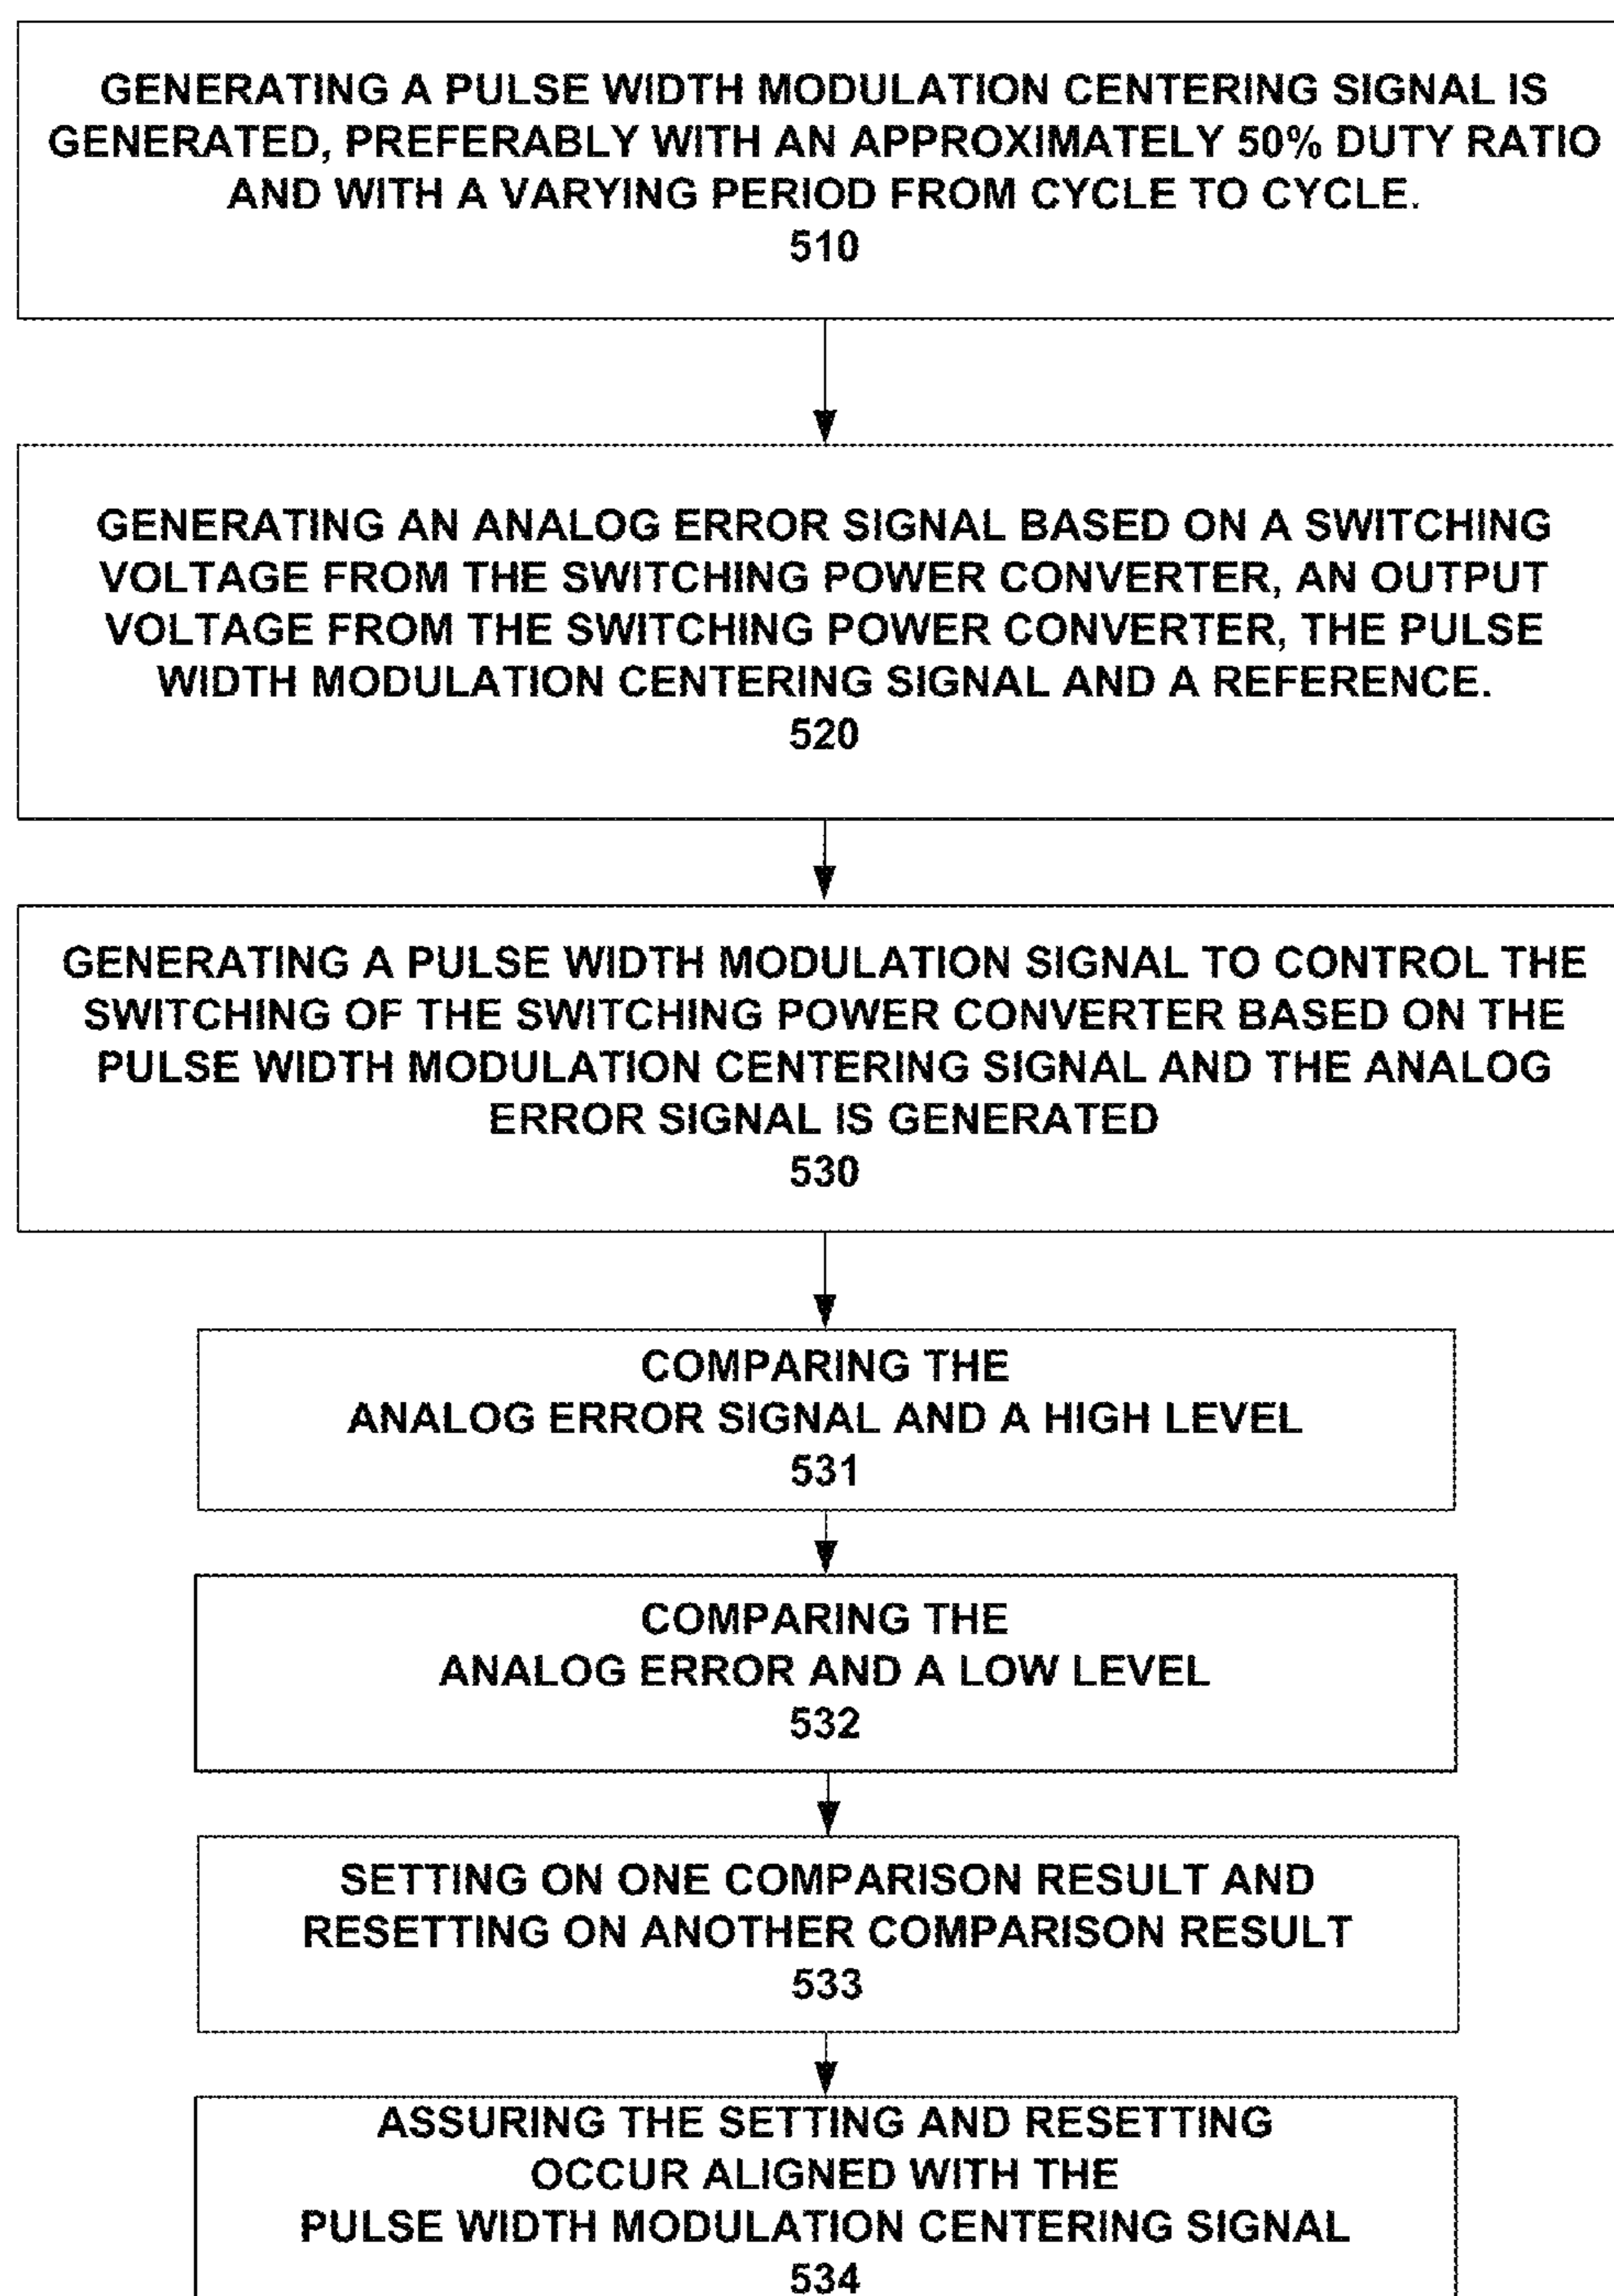 GENERATING A PULSE WIDTH MODULATION CENTERING SIGNAL IS
GENERATED, PREFERABLY WITH AN APPROXIMATELY 50% DUTY RATIO
AND WITH A VARYING PERIOD FROM CYCLE TO CYCLE.
510
GENERATING AN ANALOG ERROR SIGNAL BASED ON A SWITCHING
VOLTAGE FROM THE SWITCHING POWER CONVERTER, AN OUTPUT
VOLTAGE FROM THE SWITCHING POWER CONVERTER, THE PULSE
WIDTH MODULATION CENTERING SIGNAL AND A REFERENCE.
520
GENERATING A PULSE WIDTH MODULATION SIGNAL TO CONTROL THE
SWITCHING OF THE SWITCHING POWER CONVERTER BASED ON THE
PULSE WIDTH MODULATION CENTERING SIGNAL AND THE ANALOG
ERROR SIGNAL IS GENERATED
530
COMPARING THE
ANALOG ERROR SIGNAL AND A HIGH LEVEL
531
COMPARING THE
ANALOG ERROR AND A LOW LEVEL
532
SETTING ON ONE COMPARISON RESULT AND
RESETTING ON ANOTHER COMPARISON RESULT
533
ASSURING THE SETTING AND RESETTING
OCCUR ALIGNED WITH THE
PULSE WIDTH MODULATION CENTERING SIGNAL
534